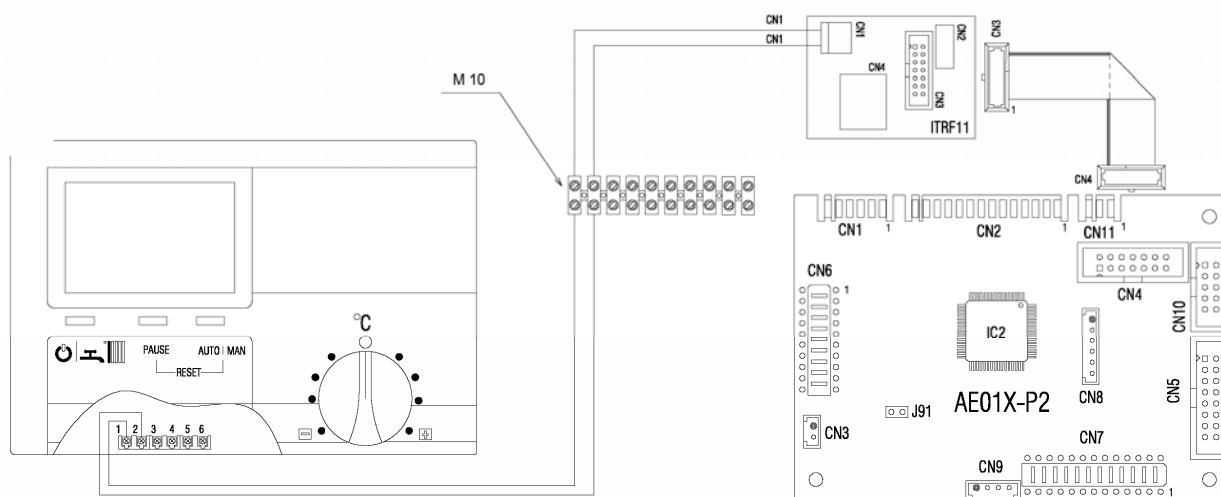 CN1
CN1
CN1
CN2
CN3
M 10
CN4
CN3
ITRF11
1
CN4
CN1
1
CN2
1
CN11
1
CN6
1
CN4
CN10
IC2
°C
PAUSE
AUTO | MAN
RESET
J91
AE01X-P2
CN8
CN5
1 2 3 4 5 6
CN3
CN7
CN9
1